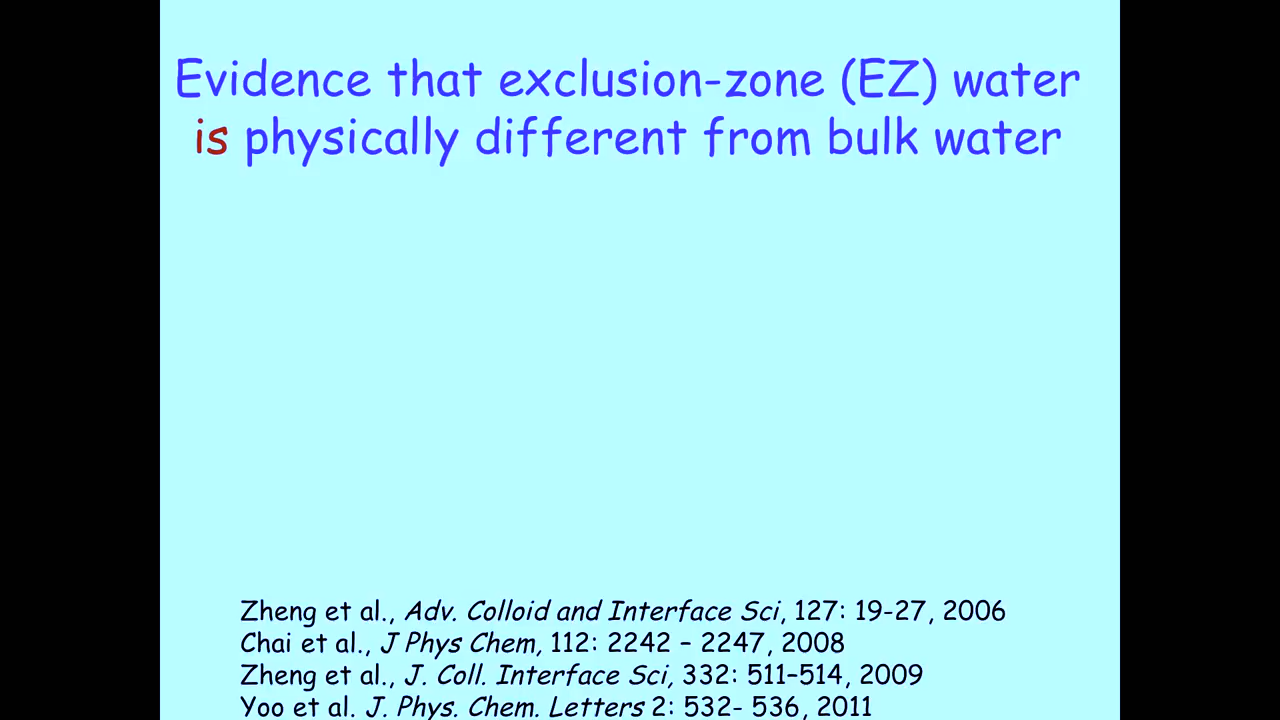 Evidence that exclusion-zone (EZ) water
is physically different from bulk water
Zheng et al., Adv. Colloid and Interface Sci, 127: 19-27, 2006
Chai et al., J Phys Chem, 112: 2242 – 2247, 2008
Zheng et al., J. Coll. Interface Sci, 332: 511–514, 2009
Yoo et al. J. Phys. Chem. Letters 2: 532- 536, 2011